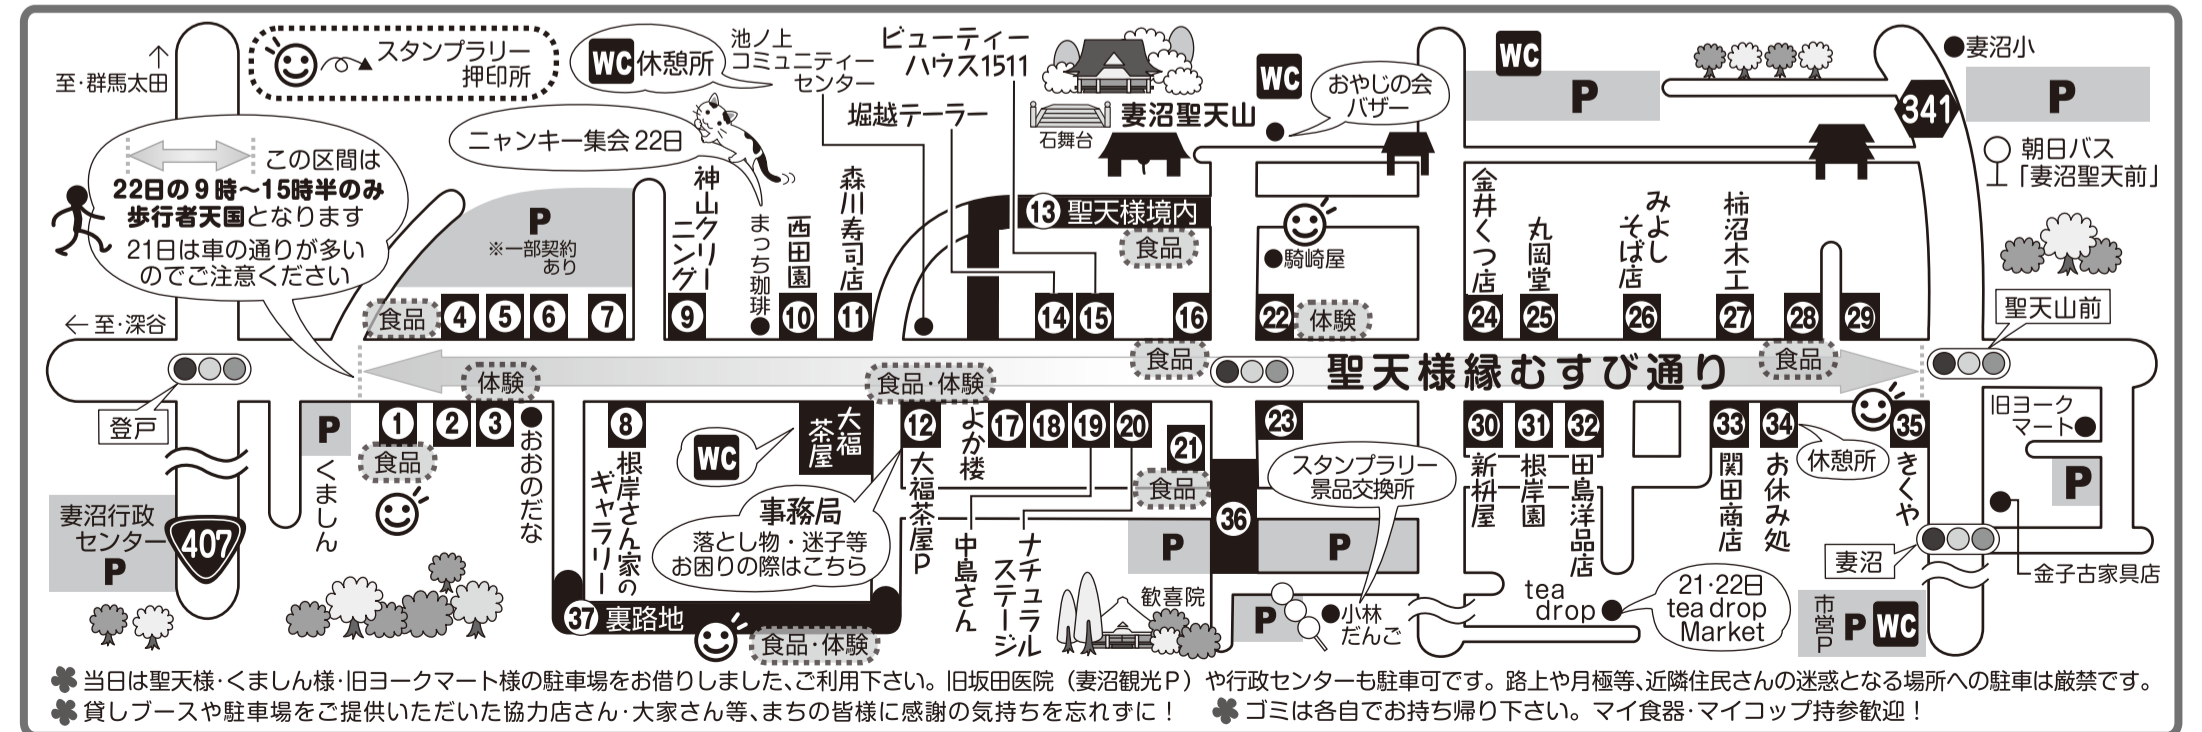 ↑
至・群馬太田
スタンプラリー
押印所
WC 休憩所
池ノ上
コミュニティー
センター
ビューティー
ハウス1511
堀越テーラー
ニャンキー集会 22日
石舞台
妻沼聖天山
WC
おやじの会
バザー
WC
P
341
妻沼小
P
朝日バス
「妻沼聖天前」
この区間は
22日の9時～15時半のみ
歩行者天国となります
21日は車の通りが多い
のでご注意ください
P
※一部契約
あり
神山クリーニング
まっち珈琲
西田園
森川寿司店
13 聖天様境内
食品
騎崎屋
金井くつ店
丸岡堂
みよし
そば店
柿沼木工
←至・深谷
食品
4
5
6
7
9
10
11
14
15
16
22
体験
24
25
26
27
28
29
聖天山前
登戸
体験
食品・体験
食品
聖天様縁むすび通り
食品
P
くましん
1
食品
2
3
おおのだな
8
根岸さん家の
ギャラリー
WC
大福
茶屋
12
大福茶屋P
よか楼
17
18
19
20
21
食品
23
30
新枡屋
31
根岸園
32
田島洋品店
33
関田商店
34
お休み処
休憩所
35
きくや
旧ヨーク
マート
P
妻沼行政
センター
P
407
事務局
落とし物・迷子等
お困りの際はこちら
中島さん
ナチュラル
ステージ
P
36
P
スタンプラリー
景品交換所
妻沼
金子古家具店
37 裏路地
食品・体験
歓喜院
P
小林
だんご
tea
drop
21・22日
tea drop
Market
市営P
P
WC
当日は聖天様・くましん様・旧ヨークマート様の駐車場をお借りしました、ご利用下さい。旧坂田医院（妻沼観光P）や行政センターも駐車可です。路上や月極等、近隣住民さんの迷惑となる場所への駐車は厳禁です。
貸しブースや駐車場をご提供いただいた協力店さん・大家さん等、まちの皆様に感謝の気持ちを忘れずに！ ゴミは各自でお持ち帰り下さい。マイ食器・マイコップ持参歓迎！